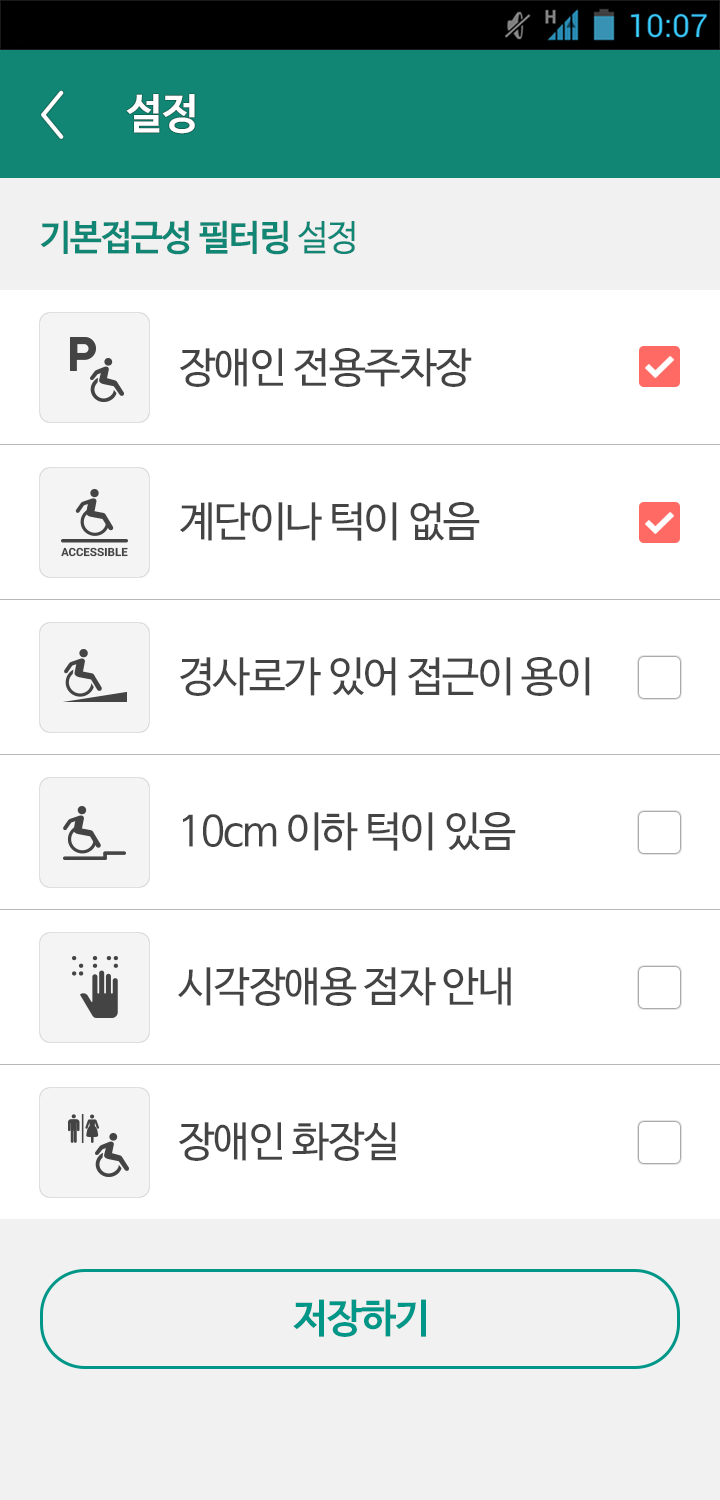 H 10:07
설정
기본접근성 필터링 설정
P
장애인 전용주차장
ACCESSIBLE
계단이나 턱이 없음
경사로가 있어 접근이 용이
10cm 이하 턱이 있음
시각장애용 점자 안내
장애인 화장실
저장하기